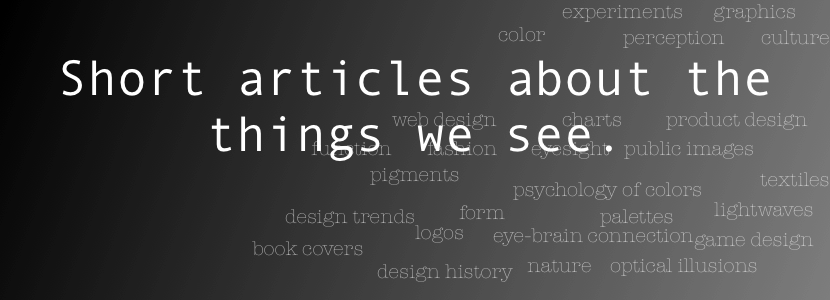 experiments graphics
color perception culture
Short articles about the
things we see.
web design charts product design
function fashion eyesight public images
pigments
psychology of colors textiles
design trends form palettes lightwaves
logos eye-brain connection game design
book covers
design history nature optical illusions